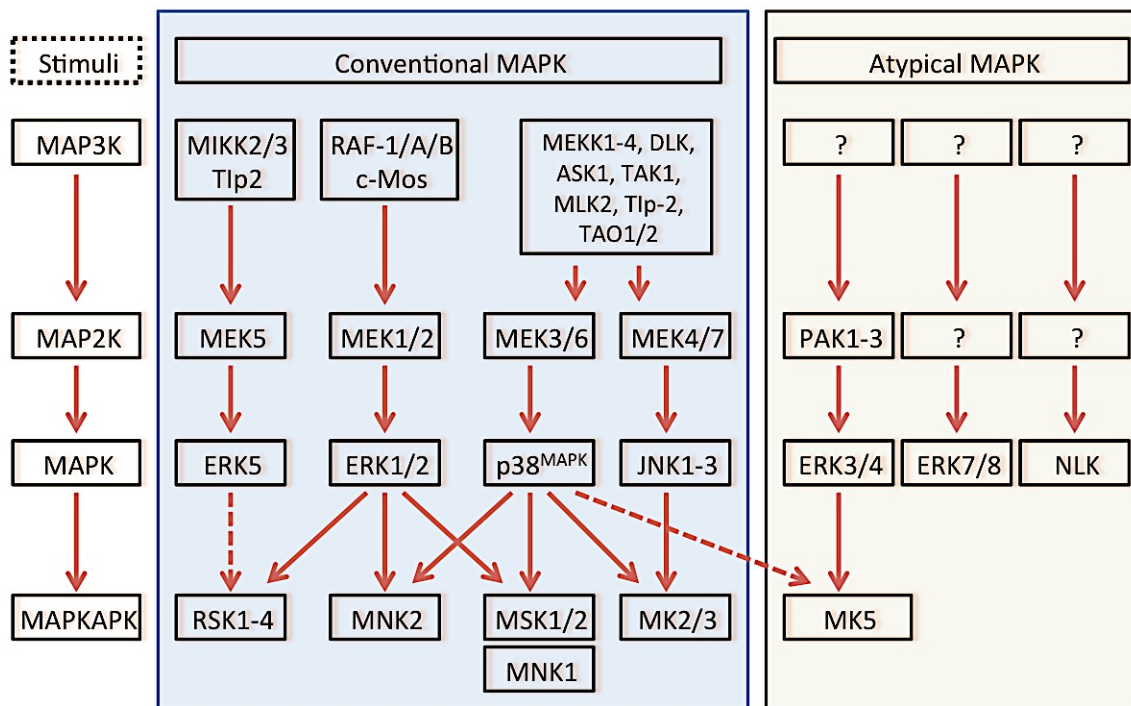 Stimuli
Conventional MAPK
Atypical MAPK
MAP3K
MIKK2/3
TIp2
RAF-1/A/B
c-Mos
MEKK1-4, DLK,
ASK1, TAK1,
MLK2, TIp-2,
TAO1/2
?
?
?
MAP2K
MEK5
MEK1/2
MEK3/6
MEK4/7
PAK1-3
?
?
MAPK
ERK5
ERK1/2
p38MAPK
JNK1-3
ERK3/4
ERK7/8
NLK
MAPKAPK
RSK1-4
MNK2
MSK1/2
MK2/3
MK5
MNK1